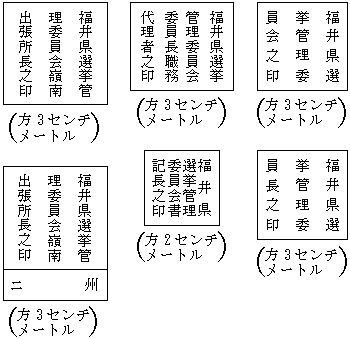 福井県選
挙管理委
員会之印
(方3センチ
メートル)
福井県選挙
管理委員会
委員長職務
代理者之印
(方3センチ
メートル)
福井県選挙管
理委員会嶺南
出張所長之印
(方3センチ
メートル)
福井県選
挙管理委
員長之印
(方3センチ
メートル)
福井県
選挙管理
委員会書
記長之印
(方2センチ
メートル)
福井県選挙管
理委員会嶺南
出張所長之印
二　州
(方3センチ
メートル)